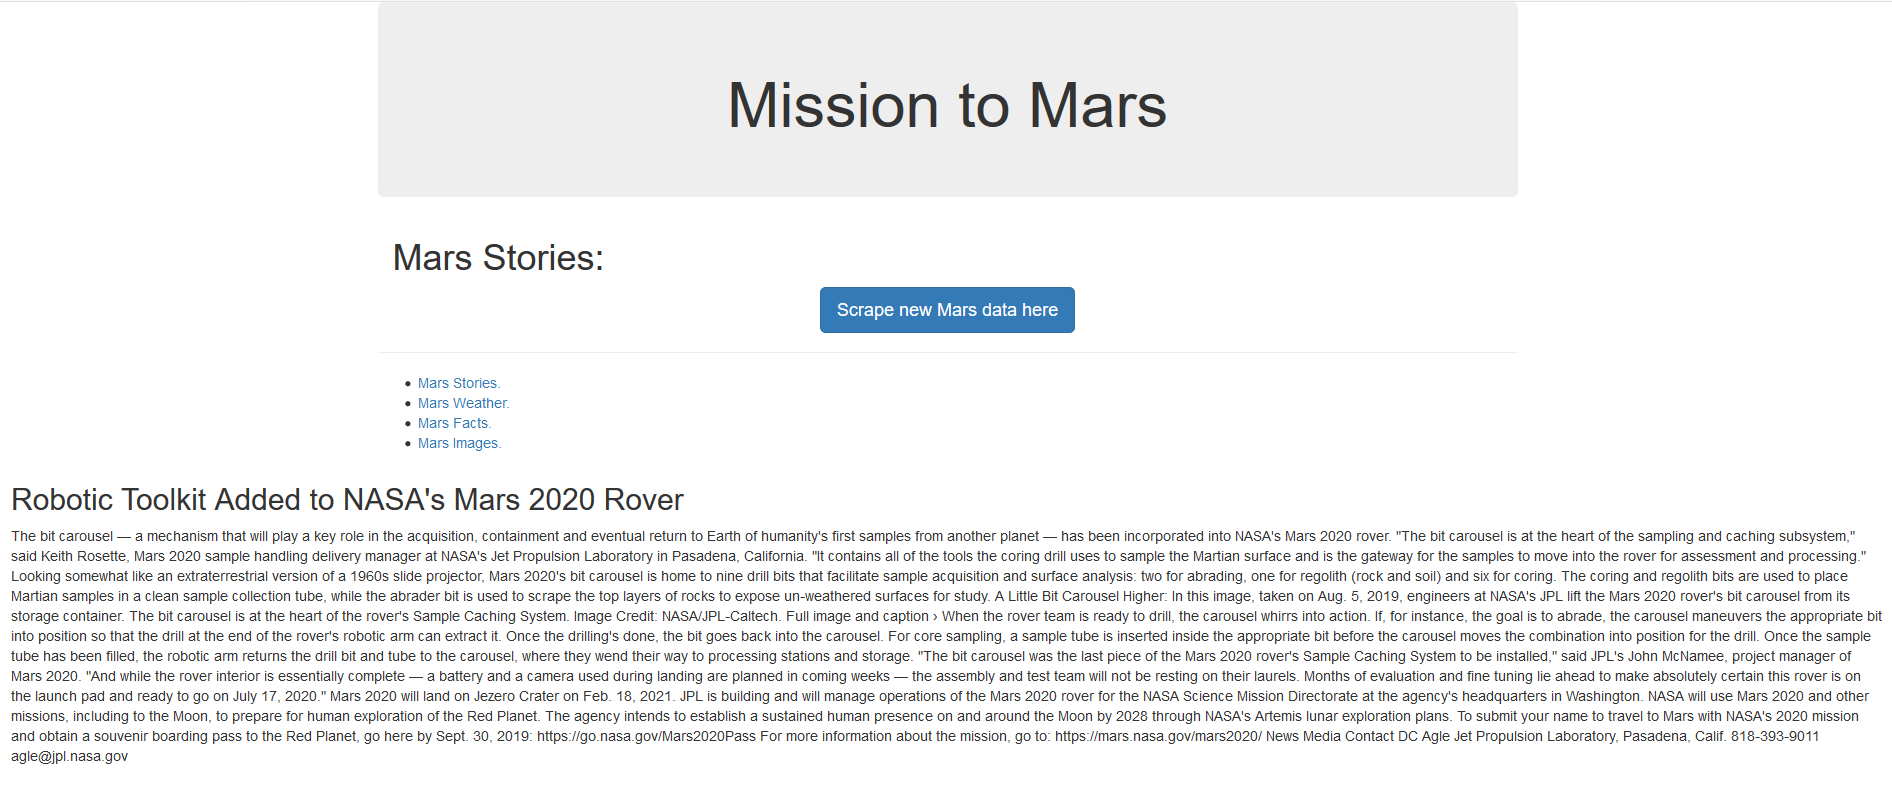 Mission to Mars
Mars Stories:
Scrape new Mars data here
Mars Stories.
Mars Weather.
Mars Facts.
Mars Images.
Robotic Toolkit Added to NASA's Mars 2020 Rover
The bit carousel — a mechanism that will play a key role in the acquisition, containment and eventual return to Earth of humanity's first samples from another planet — has been incorporated into NASA's Mars 2020 rover. "The bit carousel is at the heart of the sampling and caching subsystem,"
said Keith Rosette, Mars 2020 sample handling delivery manager at NASA's Jet Propulsion Laboratory in Pasadena, California. "It contains all of the tools the coring drill uses to sample the Martian surface and is the gateway for the samples to move into the rover for assessment and processing."
Looking somewhat like an extraterrestrial version of a 1960s slide projector, Mars 2020's bit carousel is home to nine drill bits that facilitate sample acquisition and surface analysis: two for abrading, one for regolith (rock and soil) and six for coring. The coring and regolith bits are used to place
Martian samples in a clean sample collection tube, while the abrader bit is used to scrape the top layers of rocks to expose un-weathered surfaces for study. A Little Bit Carousel Higher: In this image, taken on Aug. 5, 2019, engineers at NASA's JPL lift the Mars 2020 rover's bit carousel from its
storage container. The bit carousel is at the heart of the rover's Sample Caching System. Image Credit: NASA/JPL-Caltech. Full image and caption › When the rover team is ready to drill, the carousel whirrs into action. If, for instance, the goal is to abrade, the carousel maneuvers the appropriate bit
into position so that the drill at the end of the rover's robotic arm can extract it. Once the drilling's done, the bit goes back into the carousel. For core sampling, a sample tube is inserted inside the appropriate bit before the carousel moves the combination into position for the drill. Once the sample
tube has been filled, the robotic arm returns the drill bit and tube to the carousel, where they wend their way to processing stations and storage. "The bit carousel was the last piece of the Mars 2020 rover's Sample Caching System to be installed," said JPL's John McNamee, project manager of
Mars 2020. "And while the rover interior is essentially complete — a battery and a camera used during landing are planned in coming weeks — the assembly and test team will not be resting on their laurels. Months of evaluation and fine tuning lie ahead to make absolutely certain this rover is on
the launch pad and ready to go on July 17, 2020." Mars 2020 will land on Jezero Crater on Feb. 18, 2021. JPL is building and will manage operations of the Mars 2020 rover for the NASA Science Mission Directorate at the agency's headquarters in Washington. NASA will use Mars 2020 and other
missions, including to the Moon, to prepare for human exploration of the Red Planet. The agency intends to establish a sustained human presence on and around the Moon by 2028 through NASA's Artemis lunar exploration plans. To submit your name to travel to Mars with NASA's 2020 mission
and obtain a souvenir boarding pass to the Red Planet, go here by Sept. 30, 2019: https://go.nasa.gov/Mars2020Pass For more information about the mission, go to: https://mars.nasa.gov/mars2020/ News Media Contact DC Agle Jet Propulsion Laboratory, Pasadena, Calif. 818-393-9011
agle@jpl.nasa.gov